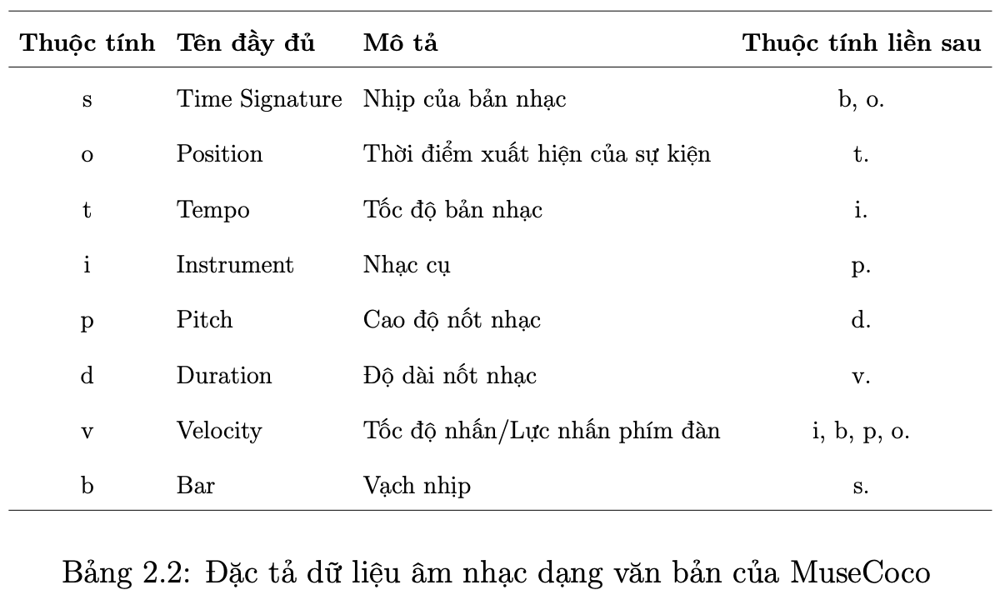 Thuộc tính Tên đầy đủ Mô tả Thuộc tính liền sau
s Time Signature Nhịp của bản nhạc b, o.
o Position Thời điểm xuất hiện của sự kiện t.
t Tempo Tốc độ bản nhạc i.
i Instrument Nhạc cụ p.
p Pitch Cao độ nốt nhạc d.
d Duration Độ dài nốt nhạc v.
v Velocity Tốc độ nhấn/Lực nhấn phím đàn i, b, p, o.
b Bar Vạch nhịp s.
Bảng 2.2: Đặc tả dữ liệu âm nhạc dạng văn bản của MuseCoco